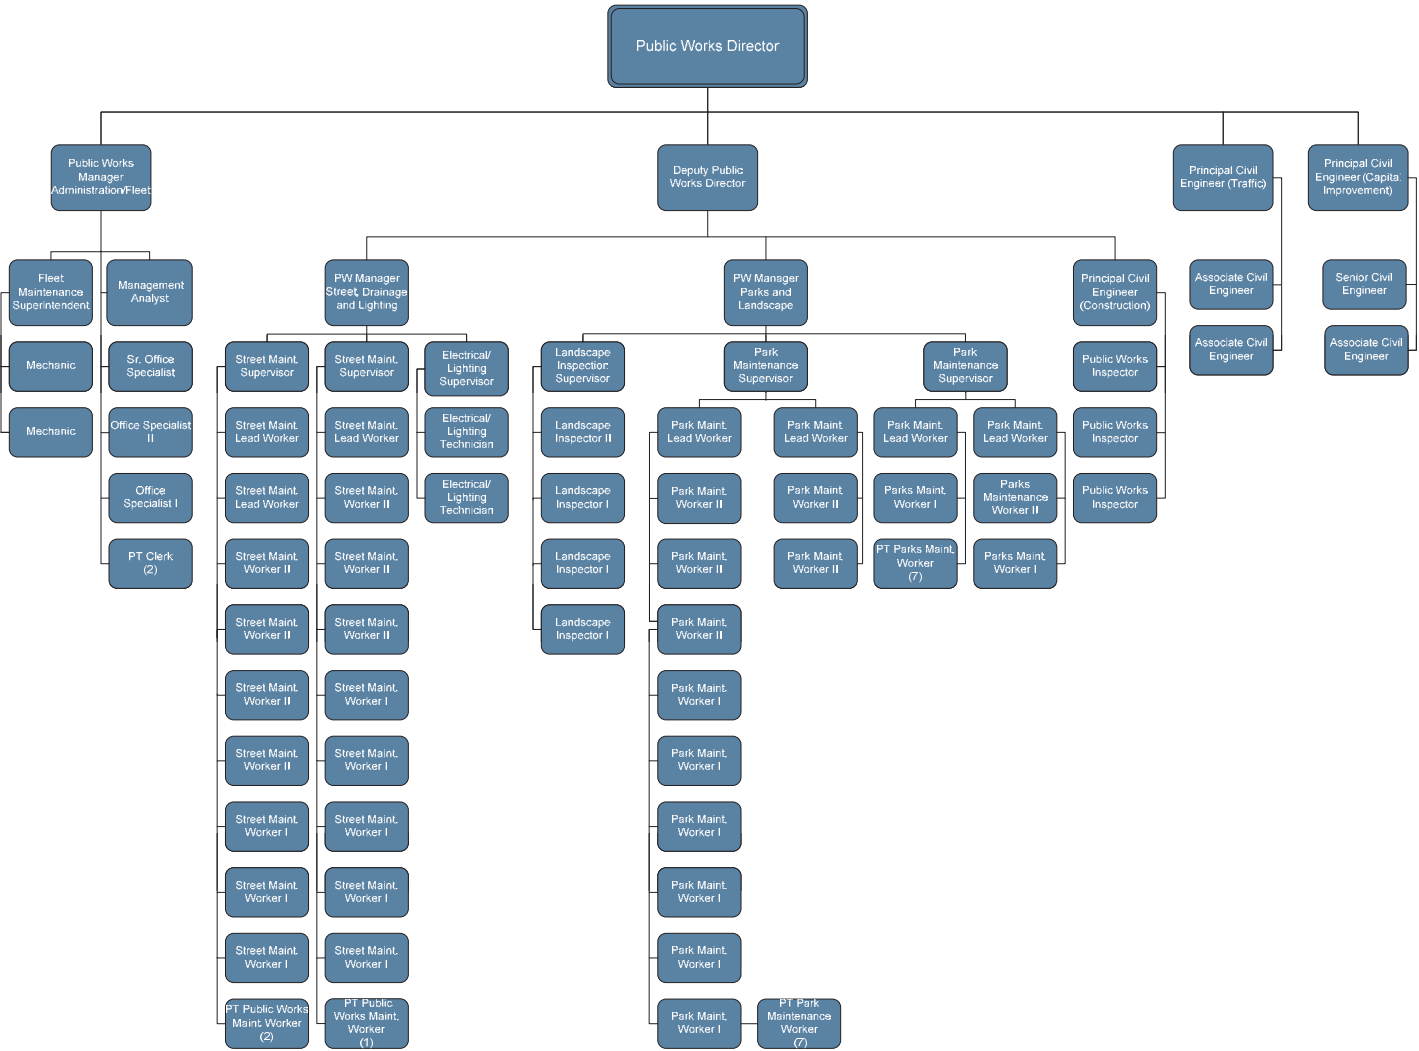 Public Works Director
Public Works
Manager
Administration/Fleet
Deputy Public
Works Director
Principal Civil
Engineer (Traffic)
Principal Civil
Engineer (Capital
Improvement)
Fleet
Maintenance
Superintendent
Management
Analyst
PW Manager
Street, Drainage
and Lighting
PW Manager
Parks and
Landscape
Principal Civil
Engineer
(Construction)
Associate Civil
Engineer
Senior Civil
Engineer
Mechanic
Sr. Office
Specialist
Street Maint.
Supervisor
Street Maint.
Supervisor
Electrical/
Lighting
Supervisor
Landscape
Inspection
Supervisor
Park
Maintenance
Supervisor
Park
Maintenance
Supervisor
Public Works
Inspector
Associate Civil
Engineer
Associate Civil
Engineer
Mechanic
Office Specialist
II
Street Maint.
Lead Worker
Street Maint.
Lead Worker
Electrical/
Lighting
Technician
Landscape
Inspector II
Park Maint.
Lead Worker
Park Maint.
Lead Worker
Park Maint.
Lead Worker
Park Maint.
Lead Worker
Public Works
Inspector
Office
Specialist I
Street Maint.
Lead Worker
Street Maint.
Worker II
Electrical/
Lighting
Technician
Landscape
Inspector I
Park Maint.
Worker II
Park Maint.
Worker II
Parks Maint.
Worker I
Parks
Maintenance
Worker II
Public Works
Inspector
PT Clerk
(2)
Street Maint.
Worker II
Street Maint.
Worker II
Landscape
Inspector I
Park Maint.
Worker II
Park Maint.
Worker II
PT Parks Maint.
Worker
(7)
Parks Maint.
Worker I
Street Maint.
Worker II
Street Maint.
Worker II
Landscape
Inspector I
Park Maint.
Worker II
Street Maint.
Worker II
Street Maint.
Worker I
Park Maint.
Worker I
Street Maint.
Worker II
Street Maint.
Worker I
Park Maint.
Worker I
Street Maint.
Worker I
Street Maint.
Worker I
Park Maint.
Worker I
Street Maint.
Worker I
Street Maint.
Worker I
Park Maint.
Worker I
Street Maint.
Worker I
Street Maint.
Worker I
Park Maint.
Worker I
PT Public Works
Maint. Worker
(2)
PT Public
Works Maint.
Worker
(1)
Park Maint.
Worker I
PT Park
Maintenance
Worker
(7)